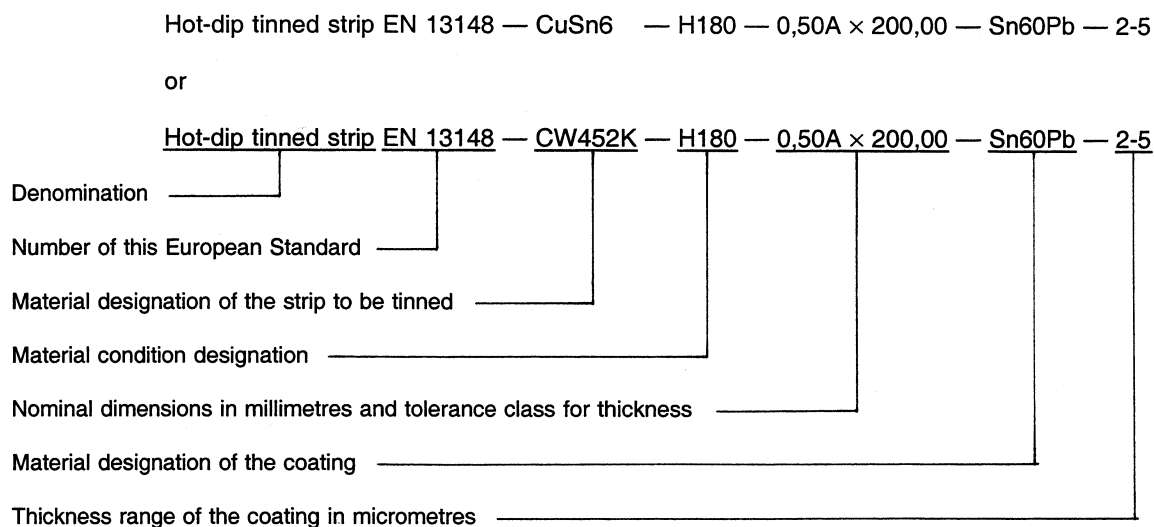 Hot-dip tinned strip EN 13148 — CuSn6 — H180 — 0,50A × 200,00 — Sn60Pb — 2-5
or
Hot-dip tinned strip EN 13148 — CW452K — H180 — 0,50A × 200,00 — Sn60Pb — 2-5
Denomination
Number of this European Standard
Material designation of the strip to be tinned
Material condition designation
Nominal dimensions in millimetres and tolerance class for thickness
Material designation of the coating
Thickness range of the coating in micrometres